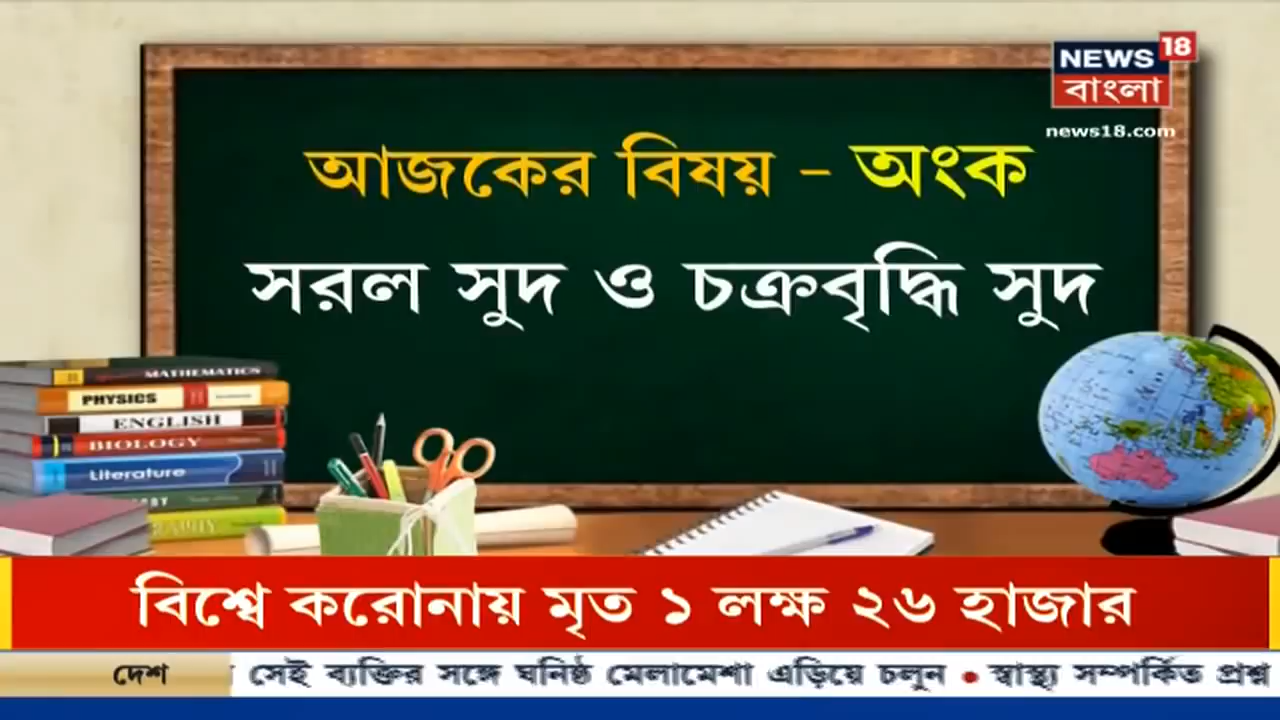 NEWS 18
বাংলা
news18.com
আজকের বিষয় - অংক
সরল সুদ ও চক্রবৃদ্ধি সুদ
MATHEMATICS
PHYSICS
ENGLISH
BIOLOGY
Literature
বিশ্বে করোনায় মৃত ১ লক্ষ ২৬ হাজার
দেশ সেই ব্যক্তির সঙ্গে ঘনিষ্ঠ মেলামেশা এড়িয়ে চলুন • স্বাস্থ্য সম্পর্কিত প্রশ্ন